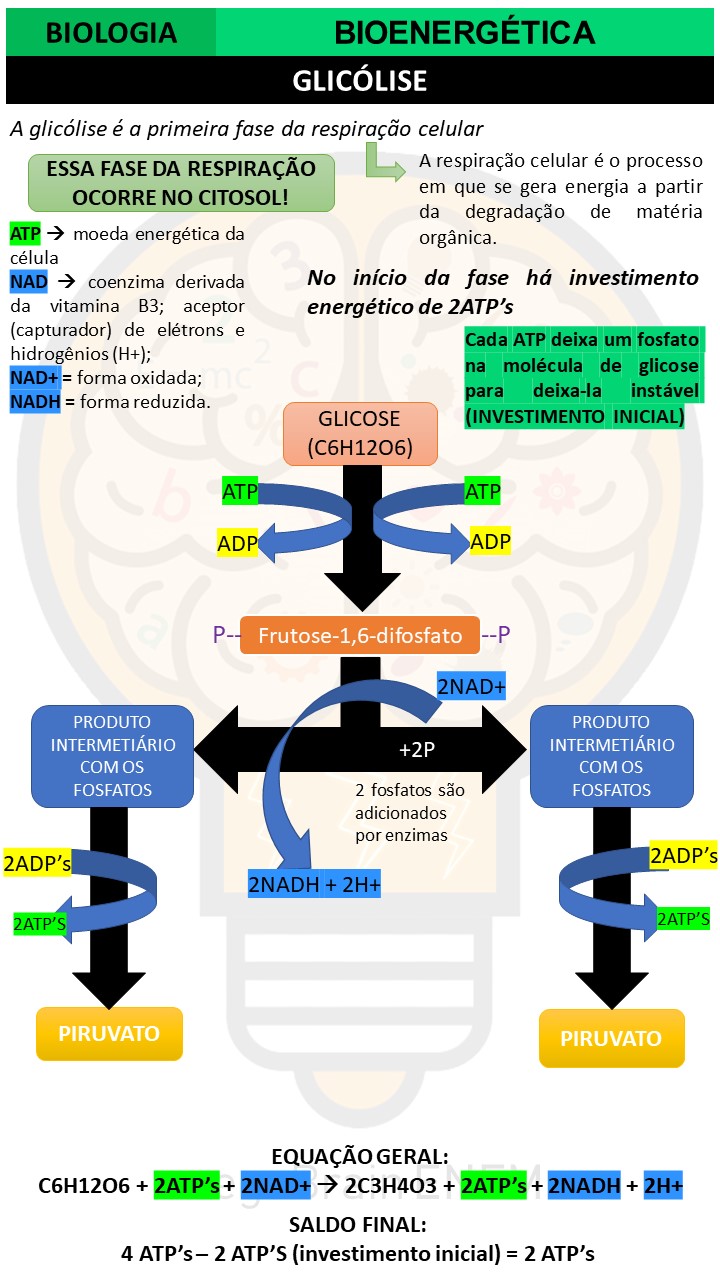 BIOLOGIA
BIOENERGÉTICA
GLICÓLISE
A glicólise é a primeira fase da respiração celular
ESSA FASE DA RESPIRAÇÃO
OCORRE NO CITOSOL!
A respiração celular é o processo
em que se gera energia a partir
da degradação de matéria
orgânica.
ATP → moeda energética da
célula
NAD → coenzima derivada
da vitamina B3; aceptor
(capturador) de elétrons e
hidrogênios (H+);
NAD+ = forma oxidada;
NADH = forma reduzida.
No início da fase há investimento
energético de 2ATP’s
Cada ATP deixa um fosfato
na molécula de glicose
para deixa-la instável
(INVESTIMENTO INICIAL)
GLICOSE
(C6H12O6)
ATP
ATP
ADP
ADP
P-- Frutose-1,6-difosfato --P
2NAD+
PRODUTO
INTERMETIÁRIO
COM OS
FOSFATOS
+2P
PRODUTO
INTERMETIÁRIO
COM OS
FOSFATOS
2 fosfatos são
adicionados
por enzimas
2ADP’s
2ADP’s
2NADH + 2H+
2ATP’S
2ATP’S
PIRUVATO
PIRUVATO
EQUAÇÃO GERAL:
C6H12O6 + 2ATP’s + 2NAD+ → 2C3H4O3 + 2ATP’s + 2NADH + 2H+
SALDO FINAL:
4 ATP’s – 2 ATP’S (investimento inicial) = 2 ATP’s